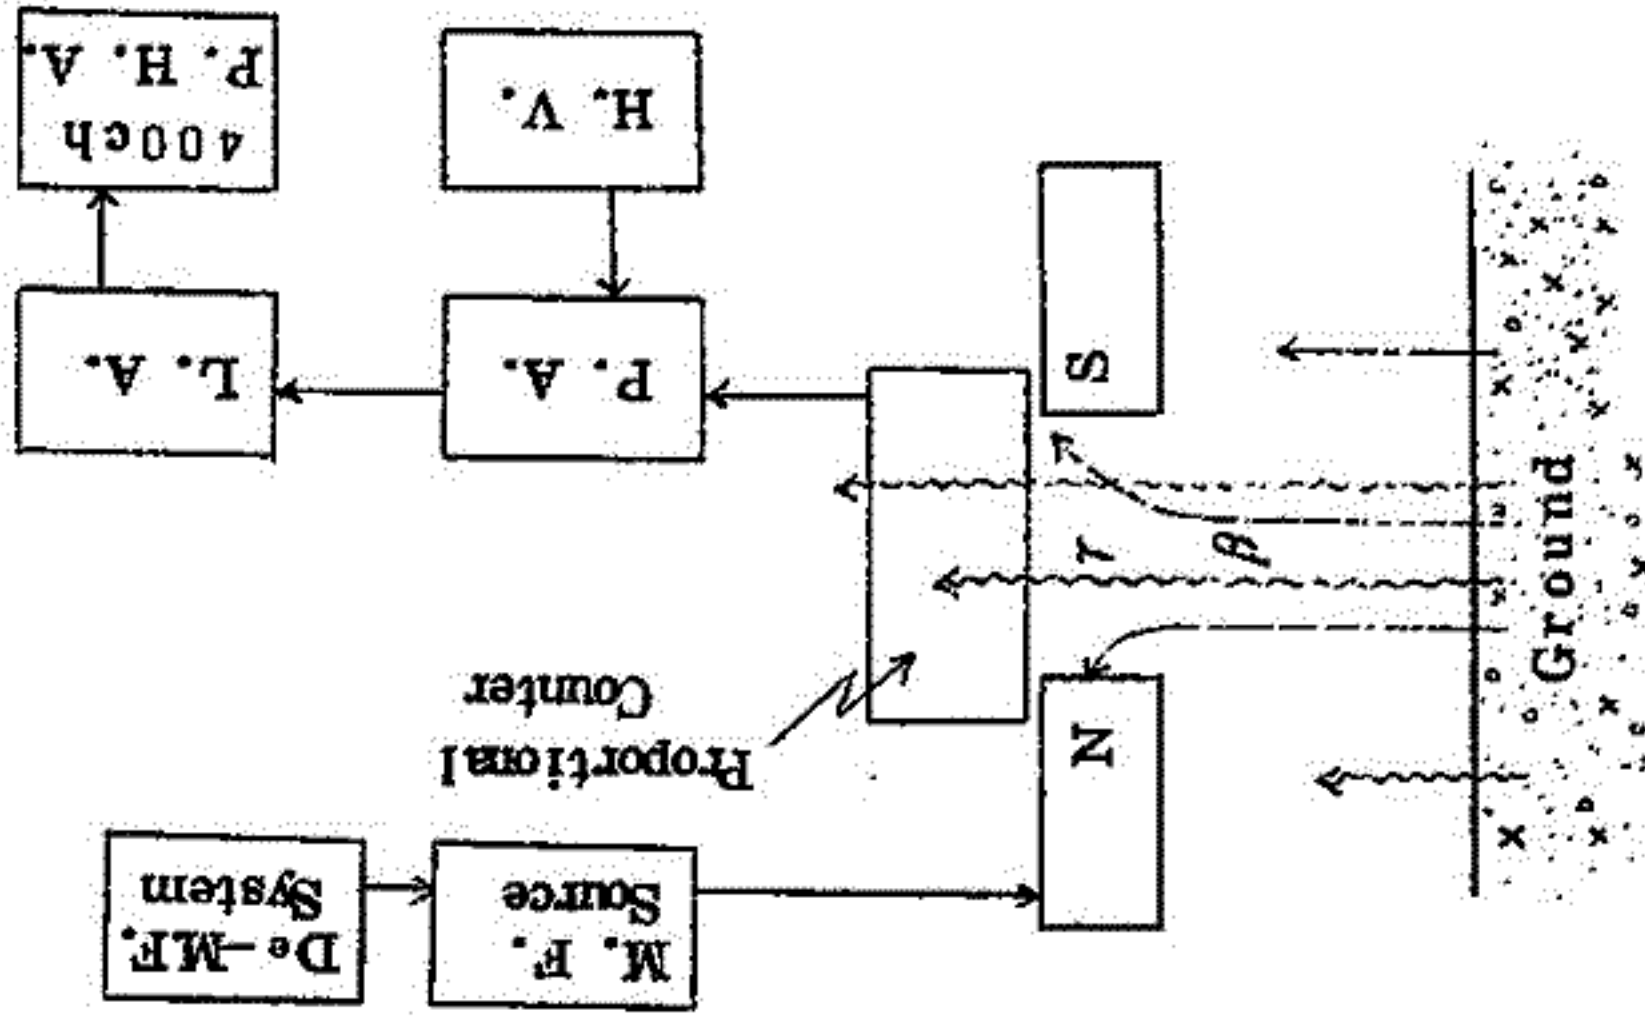 De-MF.
System
M. F.
Source
Proportional
Counter
N
S
γ
β
Ground
P. A.
H. V.
L. A.
400ch
P. H. A.